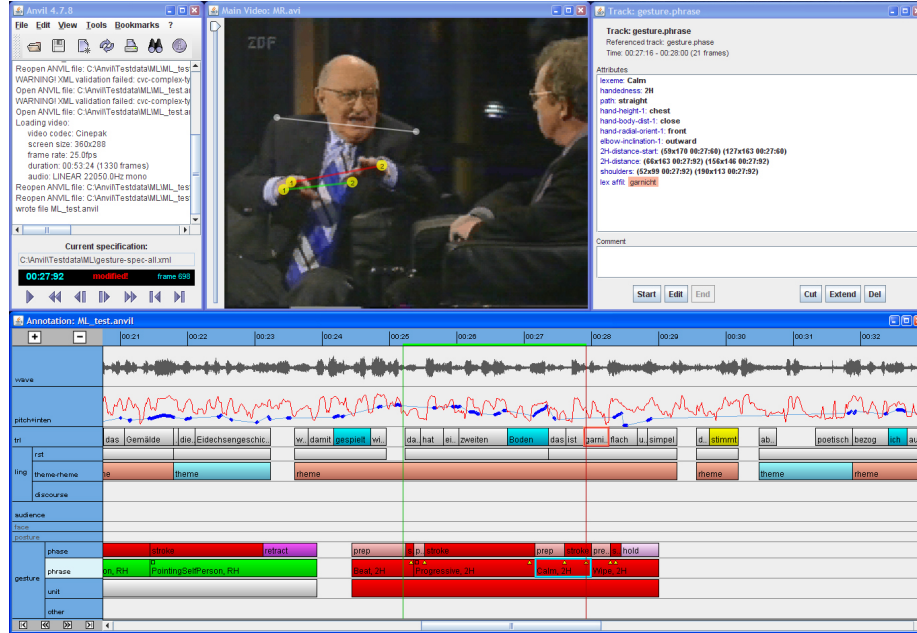 Anvil 4.7.8
File Edit View Tools Bookmarks ?
Reopen ANVIL file: C:\Anvil\Testdata\ML\ML_test
WARNING! XML validation failed: cvc-complex-ty
Open ANVIL file: C:\Anvil\Testdata\ML\ML_test.a
WARNING! XML validation failed: cvc-complex-ty
Open ANVIL file: C:\Anvil\Testdata\ML\ML_test.a
Loading video:
video codec: Cinepak
screen size: 360x288
frame rate: 25.0fps
duration: 00:53:24 (1330 frames)
audio: LINEAR 22050.0Hz mono
Reopen ANVIL file: C:\Anvil\Testdata\ML\ML_tes
Reopen ANVIL file: C:\Anvil\Testdata\ML\ML_tes
wrote file ML_test.anvil
Current specification:
C:\Anvil\Testdata\ML\gesture-spec-all.xml
00:27:92 modified! frame 698
Main Video: MR.avi
ZDF
1 1 2 2
Track: gesture.phrase
Track: gesture.phrase
Referenced track: gesture.phase
Time: 00:27:16 - 00:28:00 (21 frames)
Attributes
lexeme: Calm
handedness: 2H
path: straight
hand-height-1: chest
hand-body-dist-1: close
hand-radial-orient-1: front
elbow-inclination-1: outward
2H-distance-start: (59x170 00:27:60) (127x163 00:27:60)
2H-distance: (66x163 00:27:92) (156x146 00:27:92)
shoulders: (52x99 00:27:92) (190x113 00:27:92)
lex affil: garnicht
Comment
Start Edit End Cut Extend Del
Annotation: ML_test.anvil
+ - 00:21 00:22 00:23 00:24 00:25 00:26 00:27 00:28 00:29 00:30 00:31 00:32
wave
pitch+inten
trl das Gemälde die.. Eidechsengeschic.. w.. damit gespielt wi.. da.. hat ei.. zweiten Boden das ist garni.. flach u.. simpel d.. stimmt ab.. poetisch bezog ich au
rst
ling theme-rheme theme rheme rheme theme rheme
discourse
audience
face
posture
phase stroke retract prep p.. stroke prep stroke pre.. hold
gesture phrase on, RH PointingSelfPerson, RH Beat, 2H Progressive, 2H Calm, 2H Wipe, 2H
unit
other